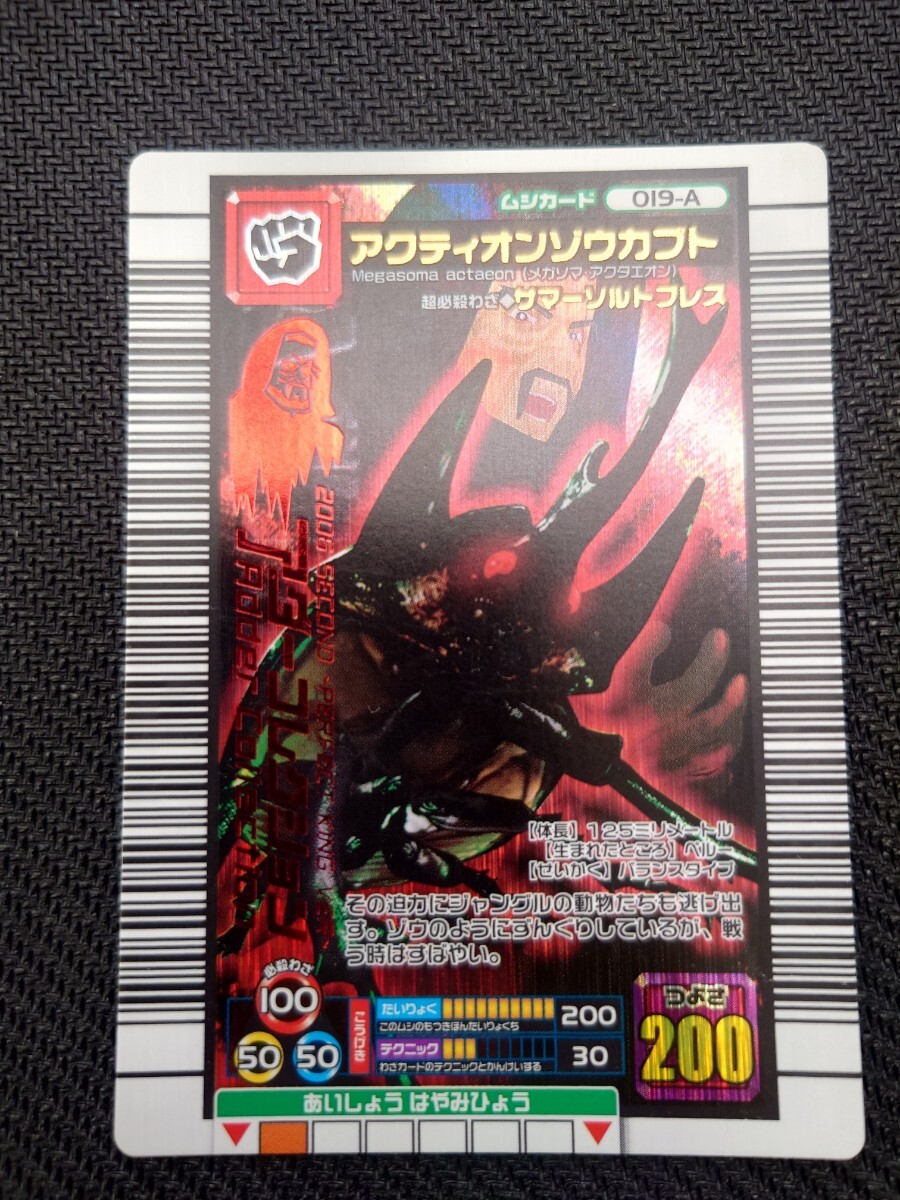 ムシカード 019-A
アクティオンゾウカブト
Megasoma actaeon (メガソマ・アクタエオン)
超必殺わざ◆サマーソルトプレス
2006 SECOND
アダーコレクション
【体長】125ミリメートル
【生まれたところ】ペルー
【せいかく】バランスタイプ
その迫力にジャングルの動物たちも逃げ出
す。ゾウのようにずんぐりしているが、戦
う時はすばやい。
必殺わざ
100
50 50
こうげき
たいりょく 200
このムシのもつきほんたいりょくち
テクニック 30
わざカードのテクニックとかんけいする
つよさ
200
あいしょう はやみひょう